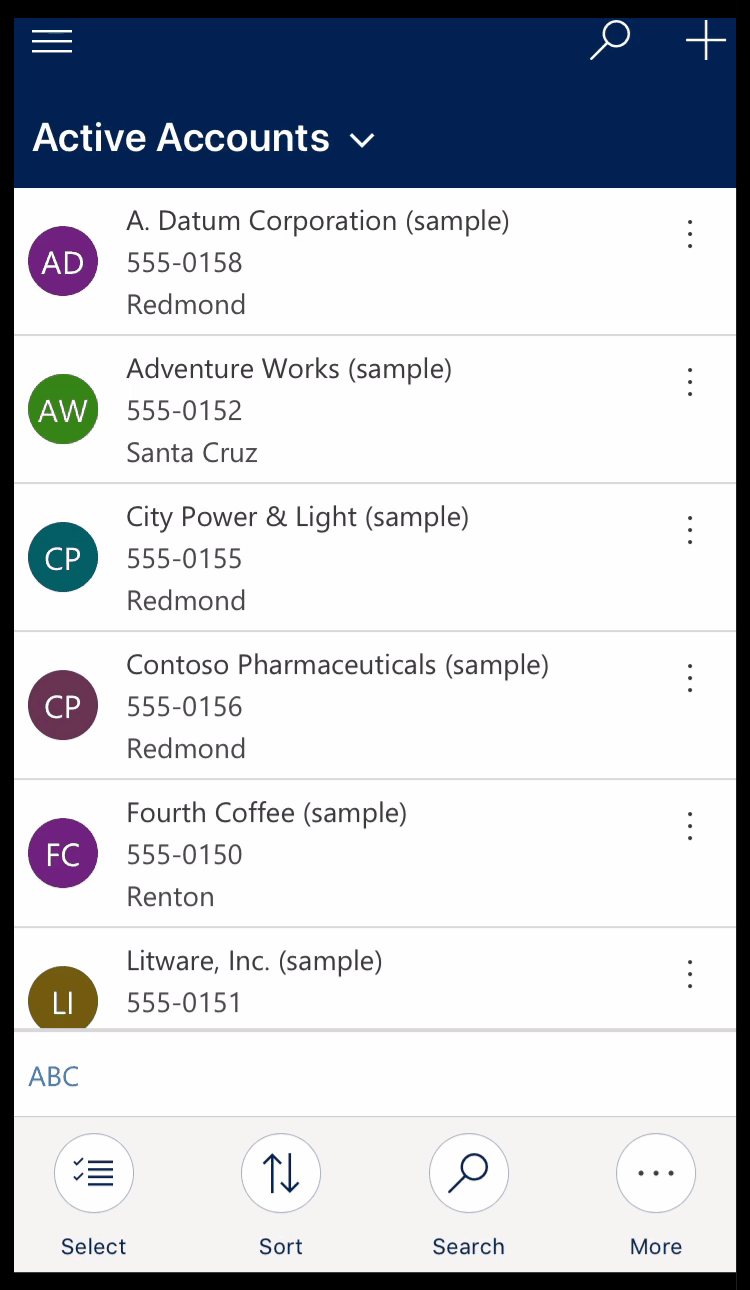 Active Accounts
AD
A. Datum Corporation (sample)
555-0158
Redmond
AW
Adventure Works (sample)
555-0152
Santa Cruz
CP
City Power & Light (sample)
555-0155
Redmond
CP
Contoso Pharmaceuticals (sample)
555-0156
Redmond
FC
Fourth Coffee (sample)
555-0150
Renton
LI
Litware, Inc. (sample)
555-0151
ABC
Select
Sort
Search
More